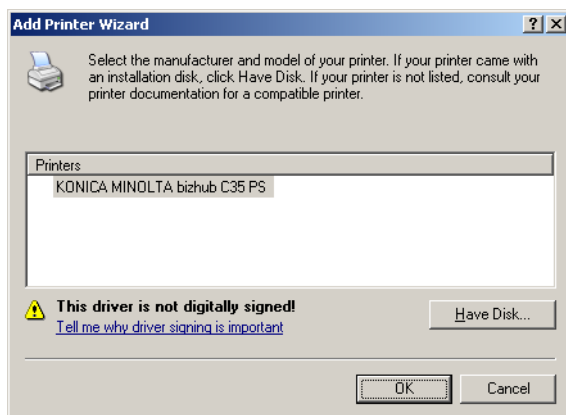 Add Printer Wizard
Select the manufacturer and model of your printer. If your printer came with
an installation disk, click Have Disk. If your printer is not listed, consult your
printer documentation for a compatible printer.
Printers
KONICA MINOLTA bizhub C35 PS
This driver is not digitally signed!
Tell me why driver signing is important
Have Disk...
OK
Cancel